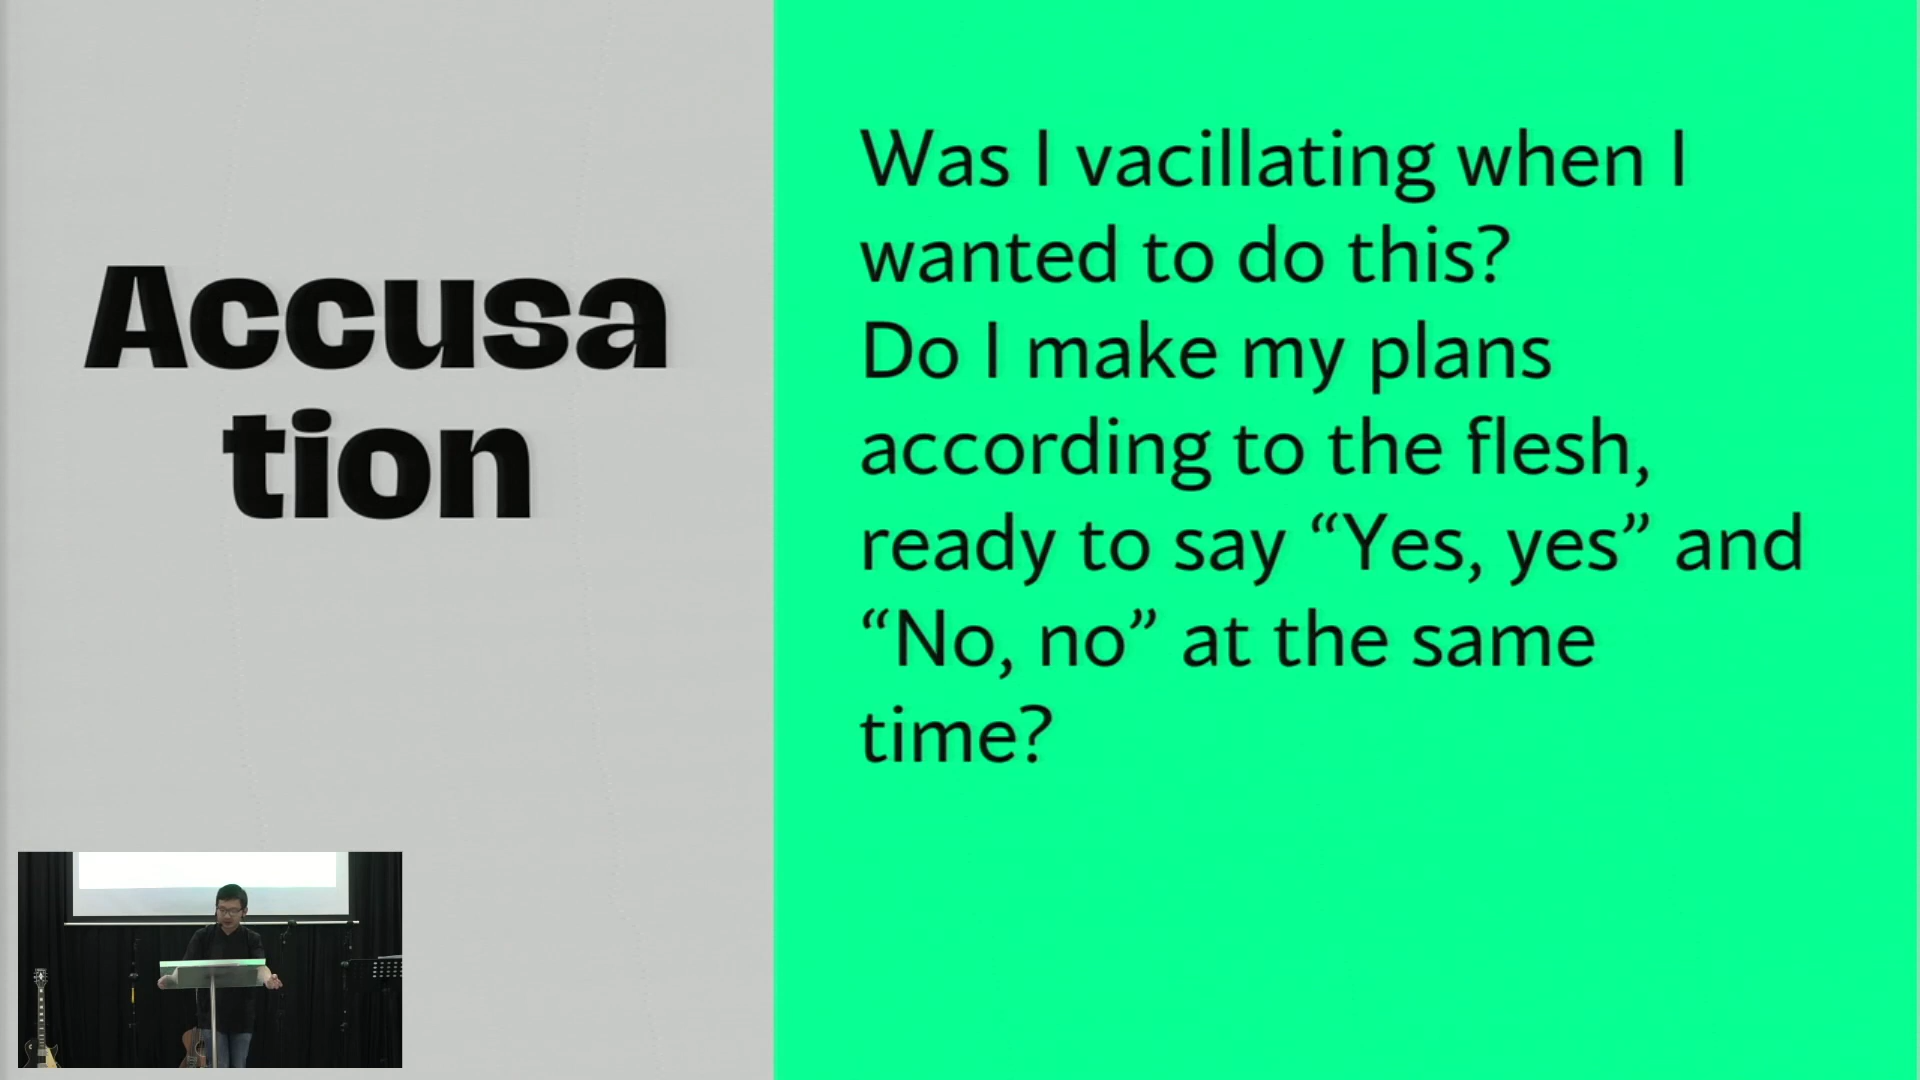 Accusa
tion
Was I vacillating when I
wanted to do this?
Do I make my plans
according to the flesh,
ready to say “Yes, yes” and
“No, no” at the same
time?